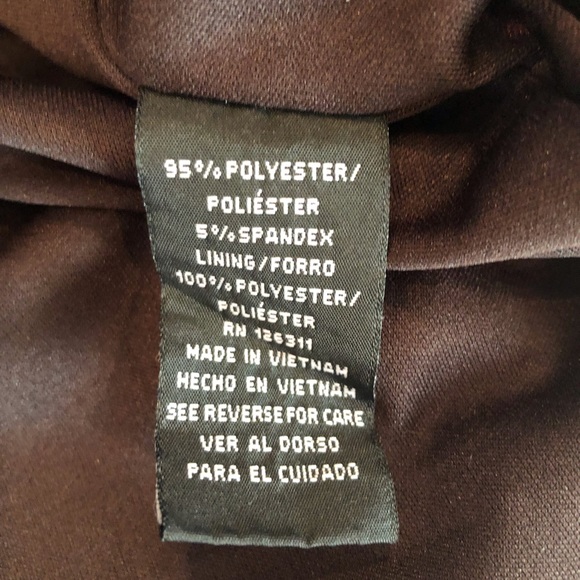 95% POLYESTER/
POLIÉSTER
5% SPANDEX
LINING/FORRO
100% POLYESTER/
POLIÉSTER
RN 126311
MADE IN VIETNAM
HECHO EN VIETNAM
SEE REVERSE FOR CARE
VER AL DORSO
PARA EL CUIDADO